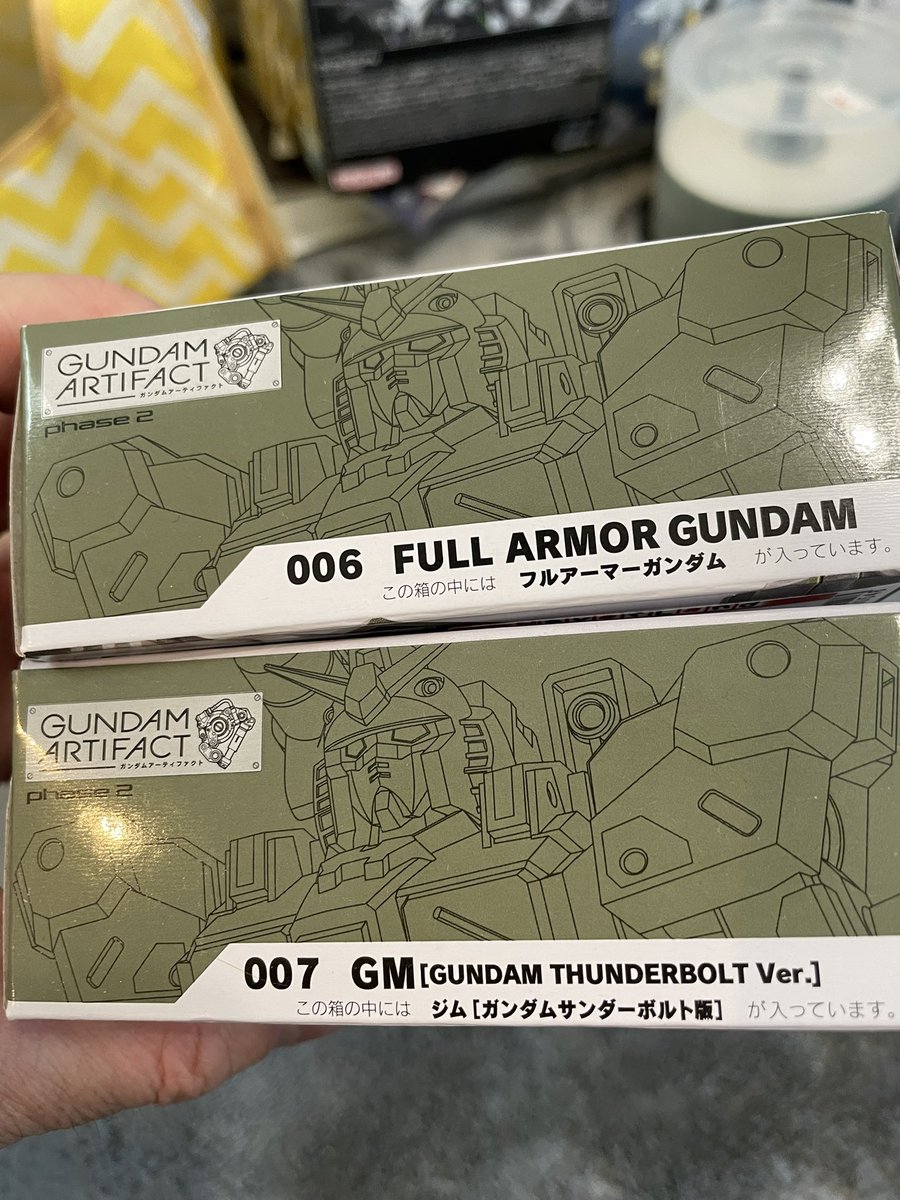 GUNDAM
ARTIFACT
ガンダムアーティファクト
phase 2
006 FULL ARMOR GUNDAM
この箱の中には フルアーマーガンダム が入っています。
GUNDAM
ARTIFACT
ガンダムアーティファクト
phase 2
007 GM[GUNDAM THUNDERBOLT Ver.]
この箱の中には ジム[ガンダムサンダーボルト版] が入っています。